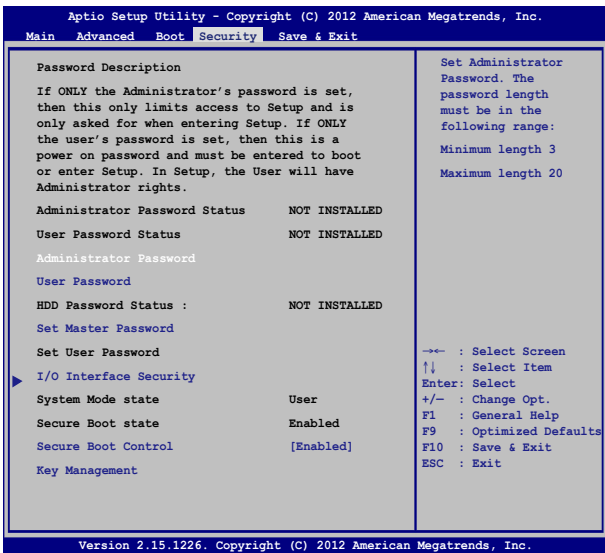 Aptio Setup Utility - Copyright (C) 2012 American Megatrends, Inc.
Main Advanced Boot Security Save & Exit
Password Description
If ONLY the Administrator's password is set,
then this only limits access to Setup and is
only asked for when entering Setup. If ONLY
the user's password is set, then this is a
power on password and must be entered to boot
or enter Setup. In Setup, the User will have
Administrator rights.
Administrator Password Status NOT INSTALLED
User Password Status NOT INSTALLED
Administrator Password
User Password
HDD Password Status : NOT INSTALLED
Set Master Password
Set User Password
I/O Interface Security
System Mode state User
Secure Boot state Enabled
Secure Boot Control [Enabled]
Key Management
Set Administrator
Password. The
password length
must be in the
following range:
Minimum length 3
Maximum length 20
→← : Select Screen
↑↓ : Select Item
Enter: Select
+/— : Change Opt.
F1 : General Help
F9 : Optimized Defaults
F10 : Save & Exit
ESC : Exit
Version 2.15.1226. Copyright (C) 2012 American Megatrends, Inc.